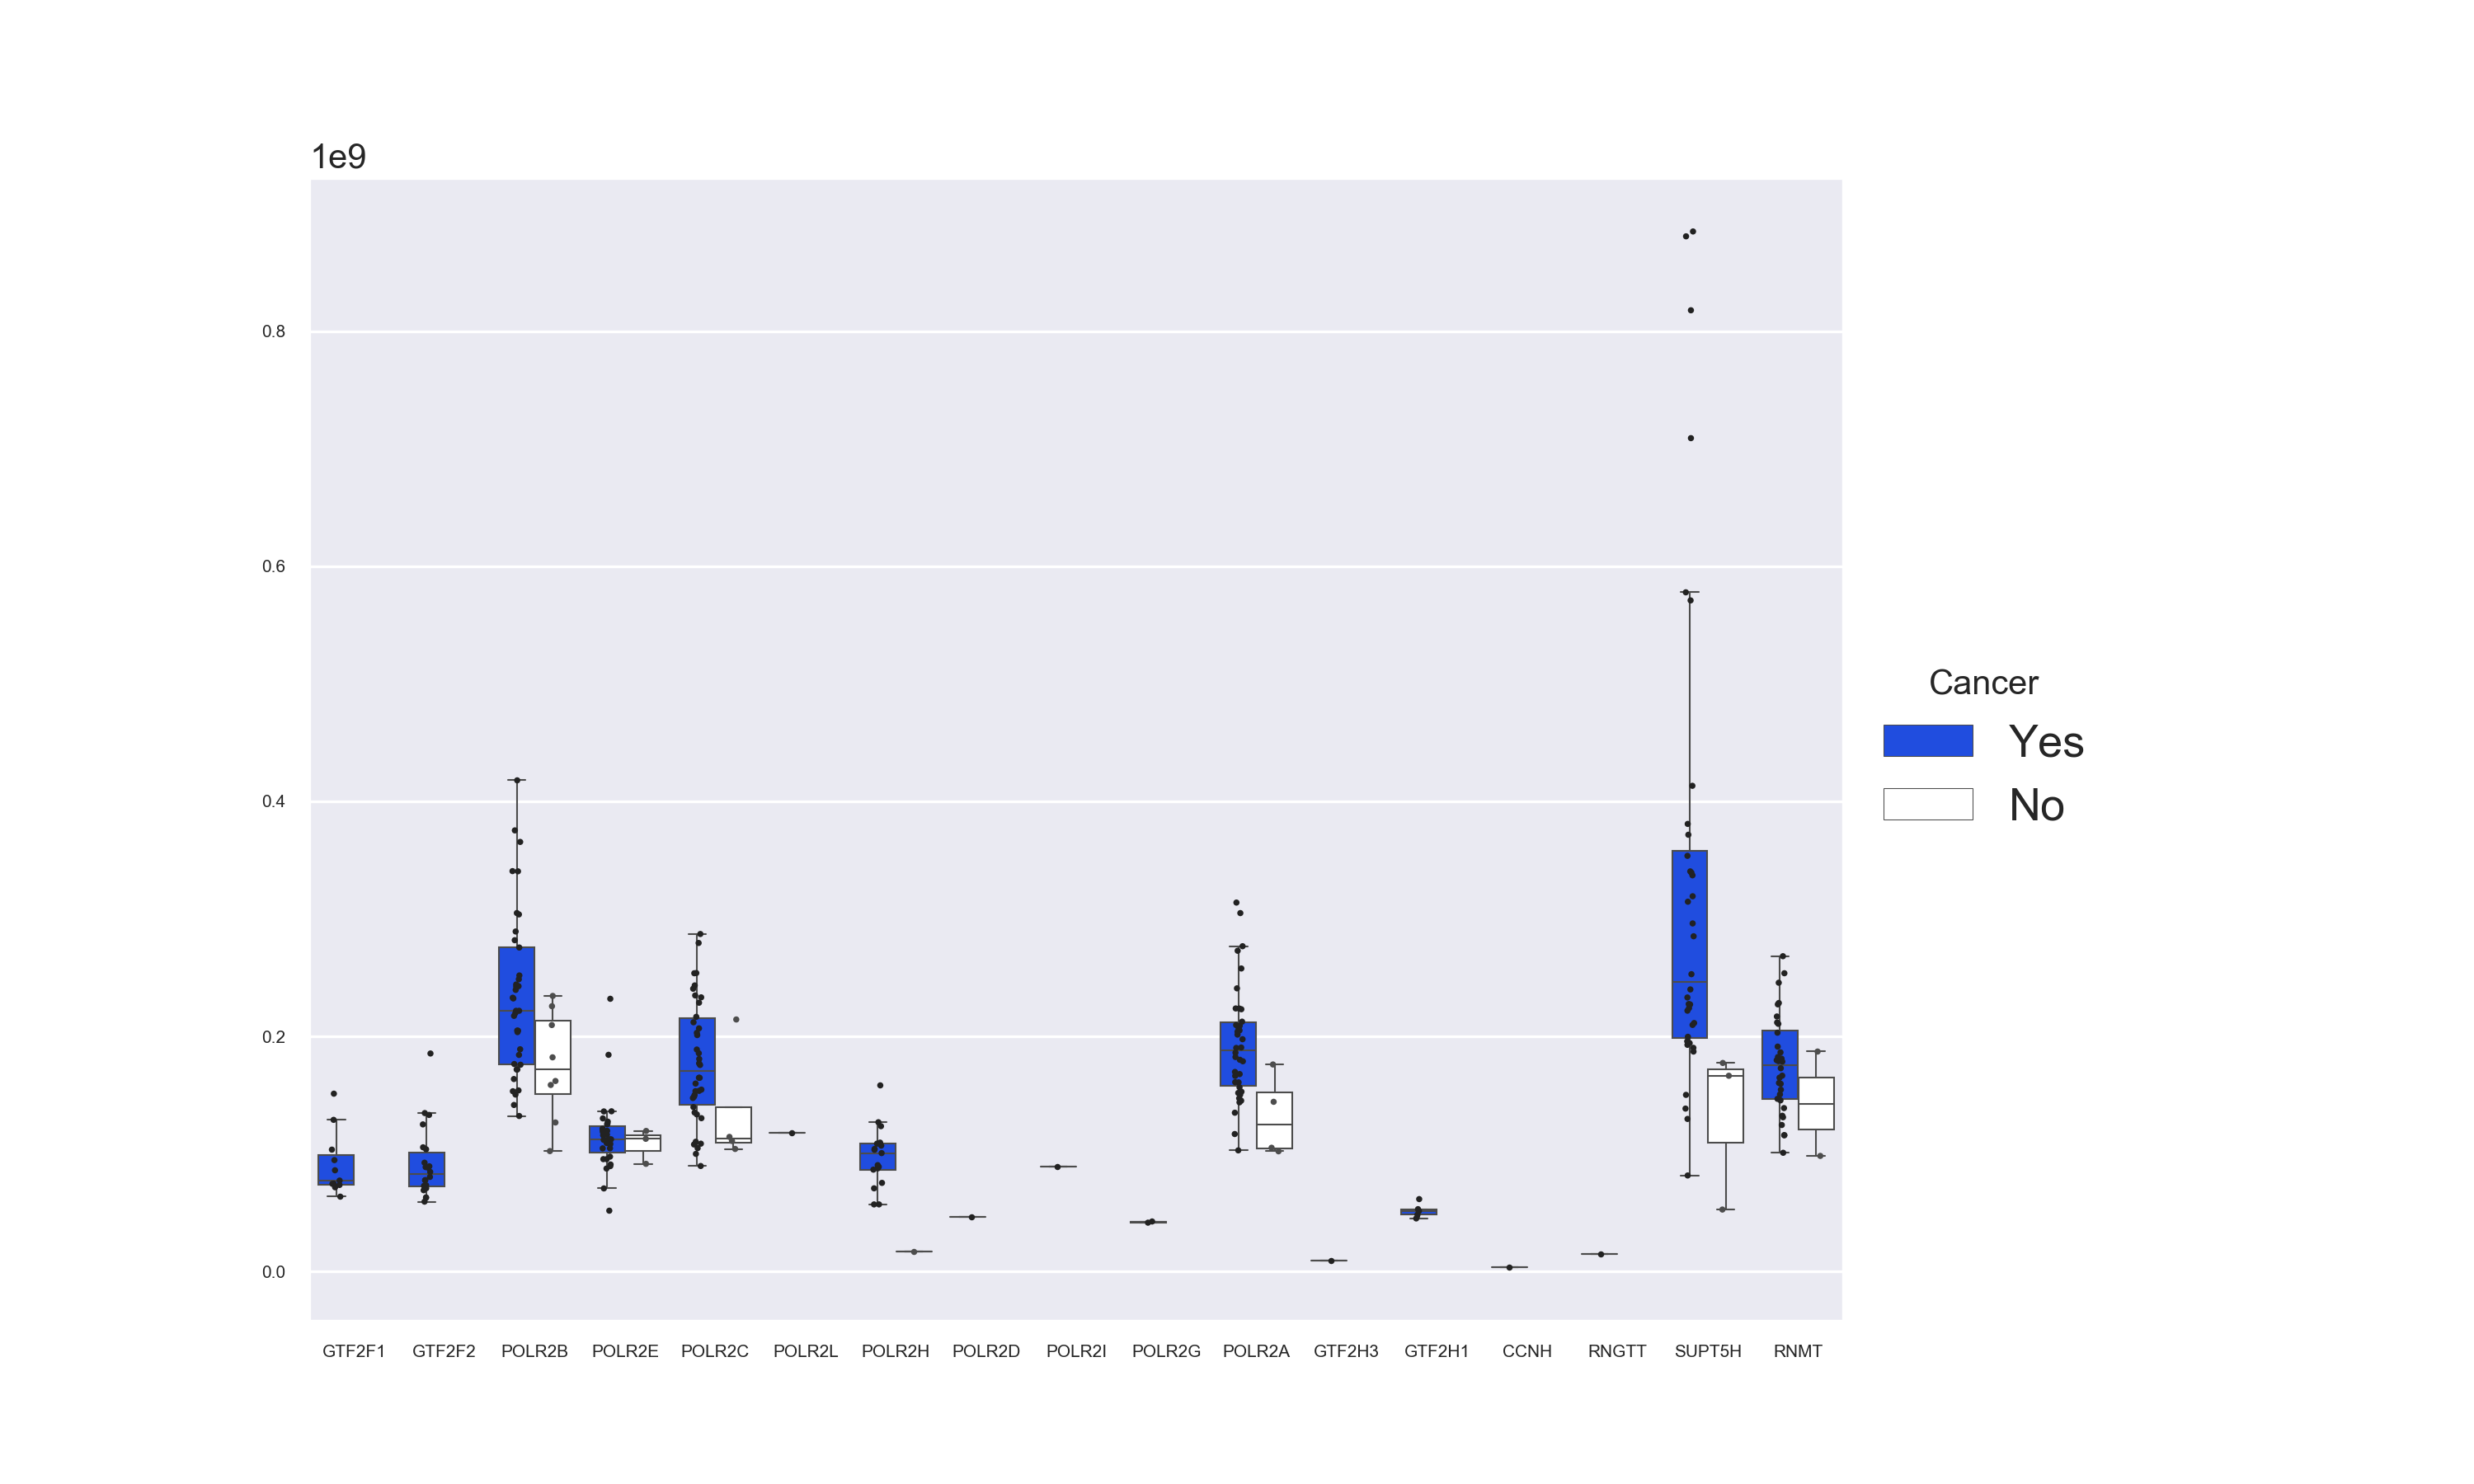 1e9
0.8
0.6
0.4
0.2
0.0
GTF2F1 GTF2F2 POLR2B POLR2E POLR2C POLR2L POLR2H POLR2D POLR2I POLR2G POLR2A GTF2H3 GTF2H1 CCNH RNGTT SUPT5H RNMT
Cancer
Yes
No